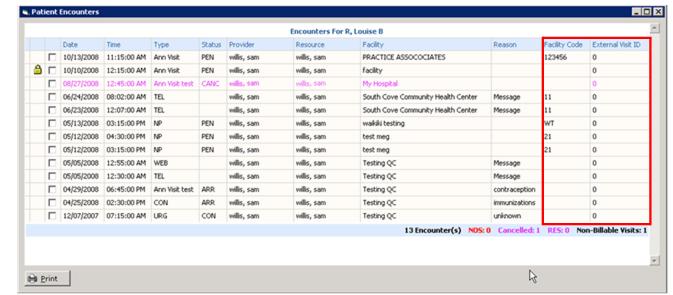 Patient Encounters
Encounters For R, Louise B
Date Time Type Status Provider Resource Facility Reason Facility Code External Visit ID
10/13/2008 11:15:00 AM Ann Visit PEN willis, sam willis, sam PRACTICE ASSOCOCIATES 123456 0
10/10/2008 12:15:00 AM Ann Visit PEN willis, sam willis, sam facility 0
08/27/2008 12:45:00 AM Ann Visit test CANC willis, sam willis, sam My Hospital 0
06/24/2008 08:02:00 AM TEL willis, sam willis, sam South Cove Community Health Center Message 11 0
06/23/2008 12:07:00 AM TEL willis, sam willis, sam South Cove Community Health Center Message 11 0
05/13/2008 03:15:00 PM NP PEN willis, sam willis, sam waikiki testing WT 0
05/12/2008 04:30:00 PM NP PEN willis, sam willis, sam test meg 21 0
05/12/2008 03:15:00 PM NP PEN willis, sam willis, sam test meg 21 0
05/05/2008 12:55:00 AM WEB willis, sam willis, sam Testing QC Message 0
05/05/2008 12:30:00 AM TEL willis, sam willis, sam Testing QC Message 0
04/29/2008 06:45:00 PM Ann Visit test ARR willis, sam willis, sam Testing QC contraception 0
04/25/2008 02:30:00 PM CON ARR willis, sam willis, sam Testing QC immunizations 0
12/07/2007 07:15:00 AM URG CON willis, sam willis, sam Testing QC unknown 0
13 Encounter(s) NOS: 0 Cancelled: 1 RES: 0 Non-Billable Visits: 1
Print